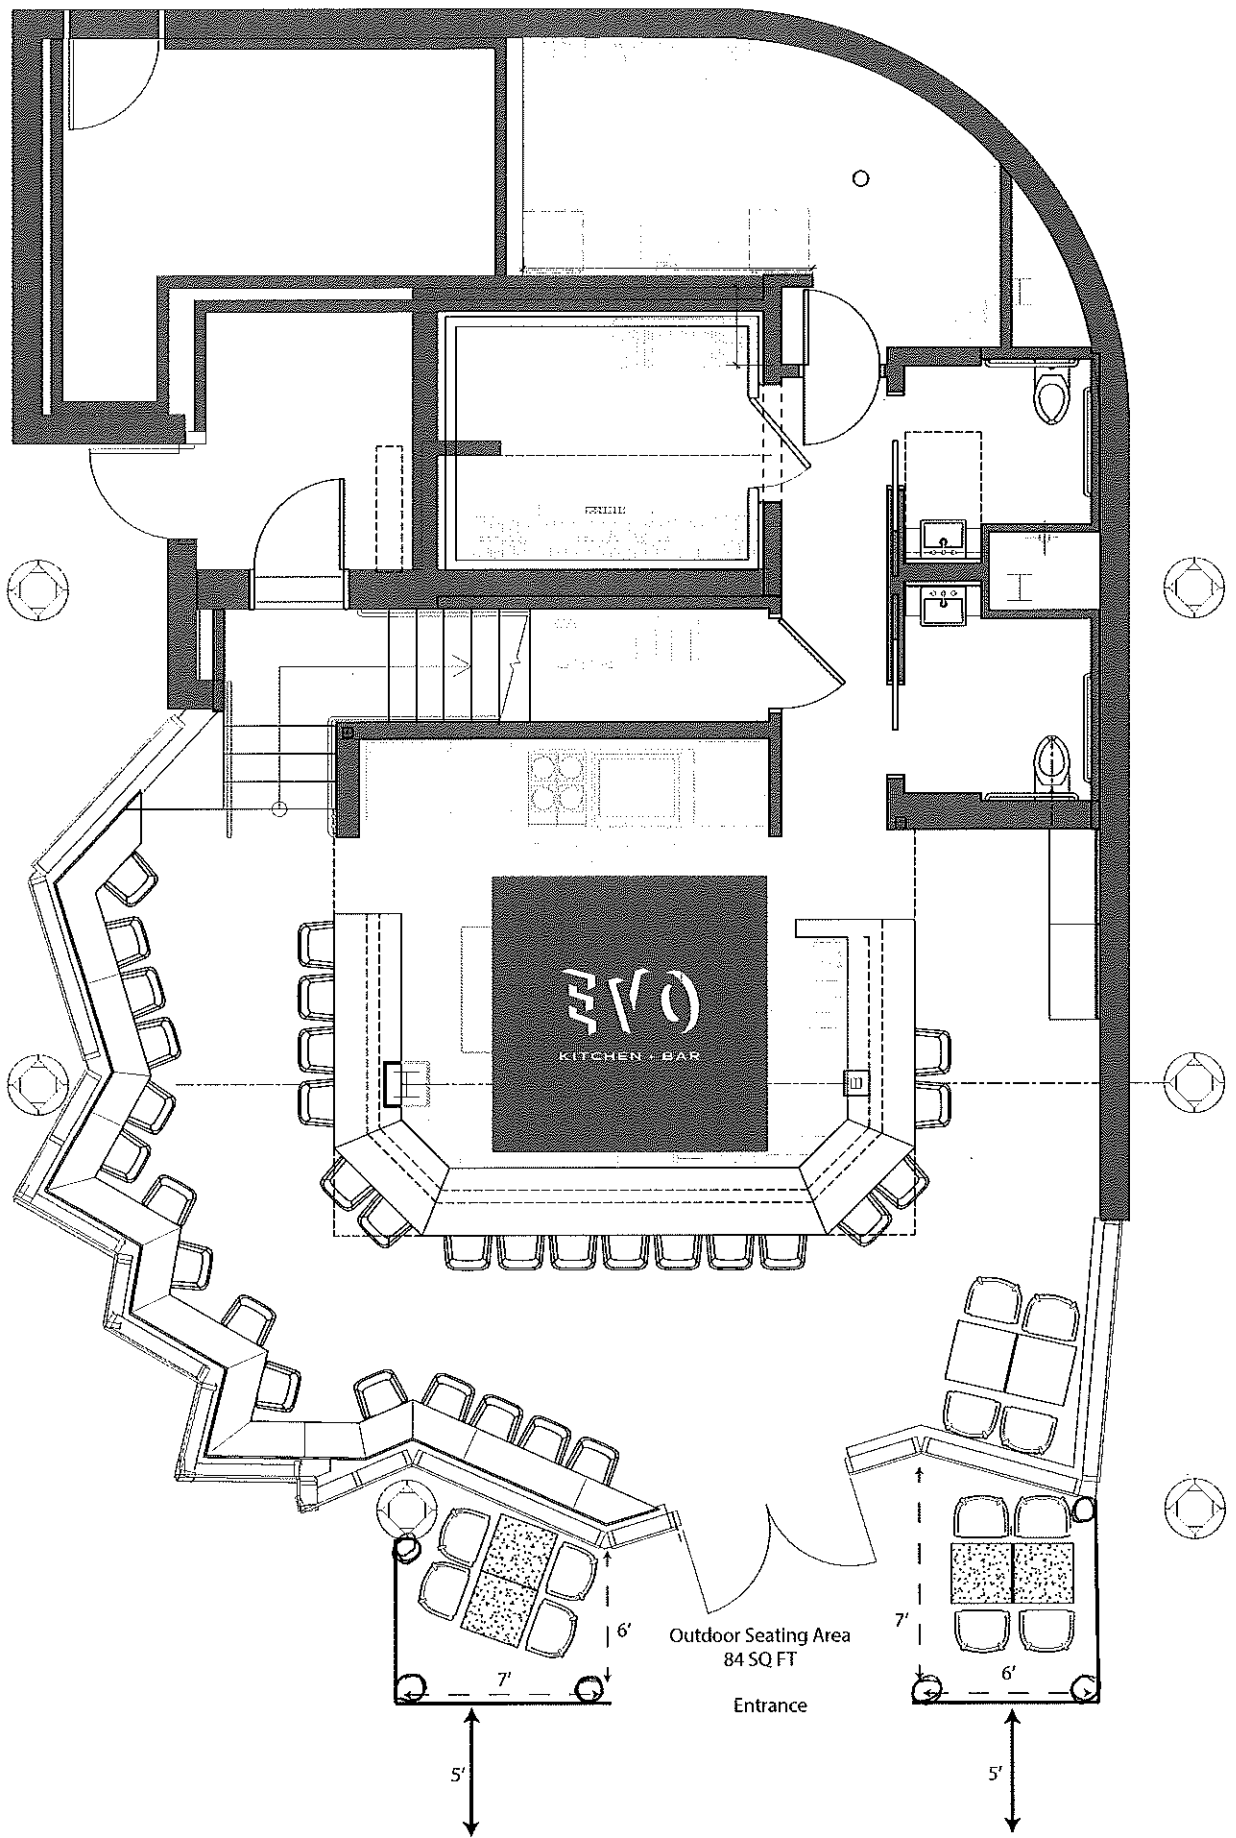 EVO
KITCHEN + BAR
6'
7'
Outdoor Seating Area
84 SQ FT
Entrance
7'
6'
5'
5'